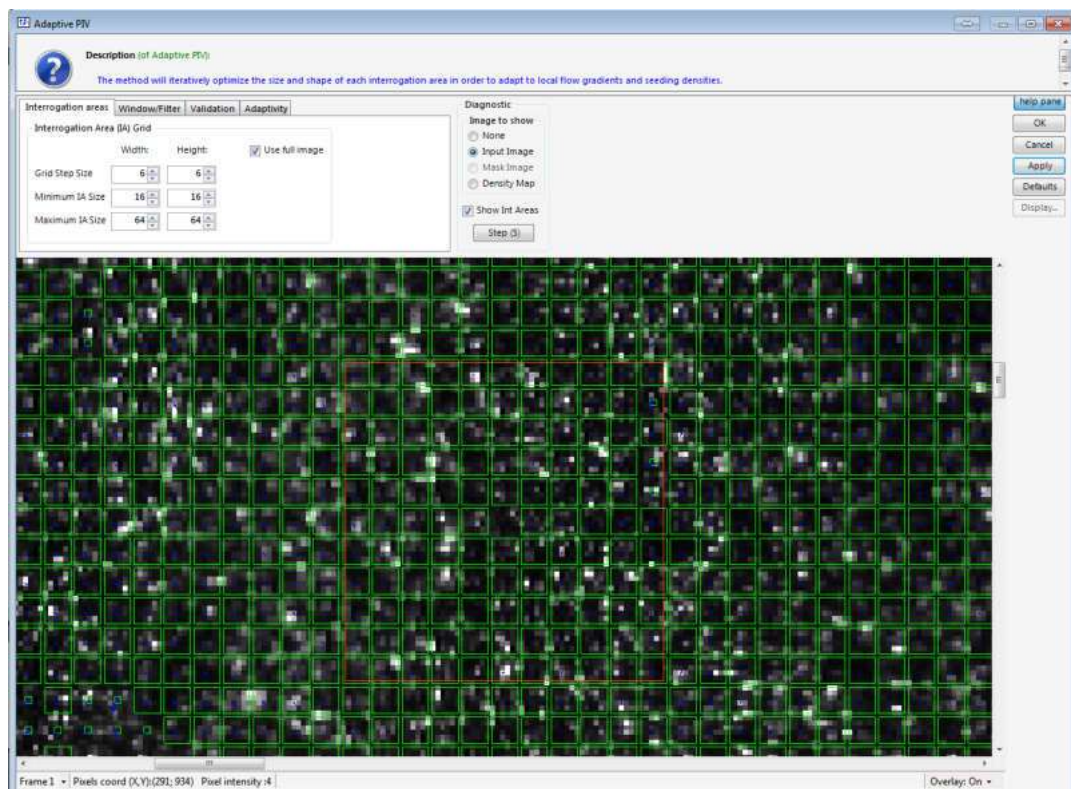 Adaptive PIV
Description (of Adaptive PIV):
The method will iteratively optimize the size and shape of each interrogation area in order to adapt to local flow gradients and seeding densities.
help pane
OK
Cancel
Apply
Defaults
Display...
Interrogation areas Window/Filter Validation Adaptivity
Interrogation Area (IA) Grid
Width: Height: Use full image
Grid Step Size 6 6
Minimum IA Size 16 16
Maximum IA Size 64 64
Diagnostic
Image to show
None
Input Image
Mask Image
Density Map
Show Int Areas
Step (5)
Frame 1 Pixels coord (X,Y):(291; 934) Pixel intensity :4 Overlay: On